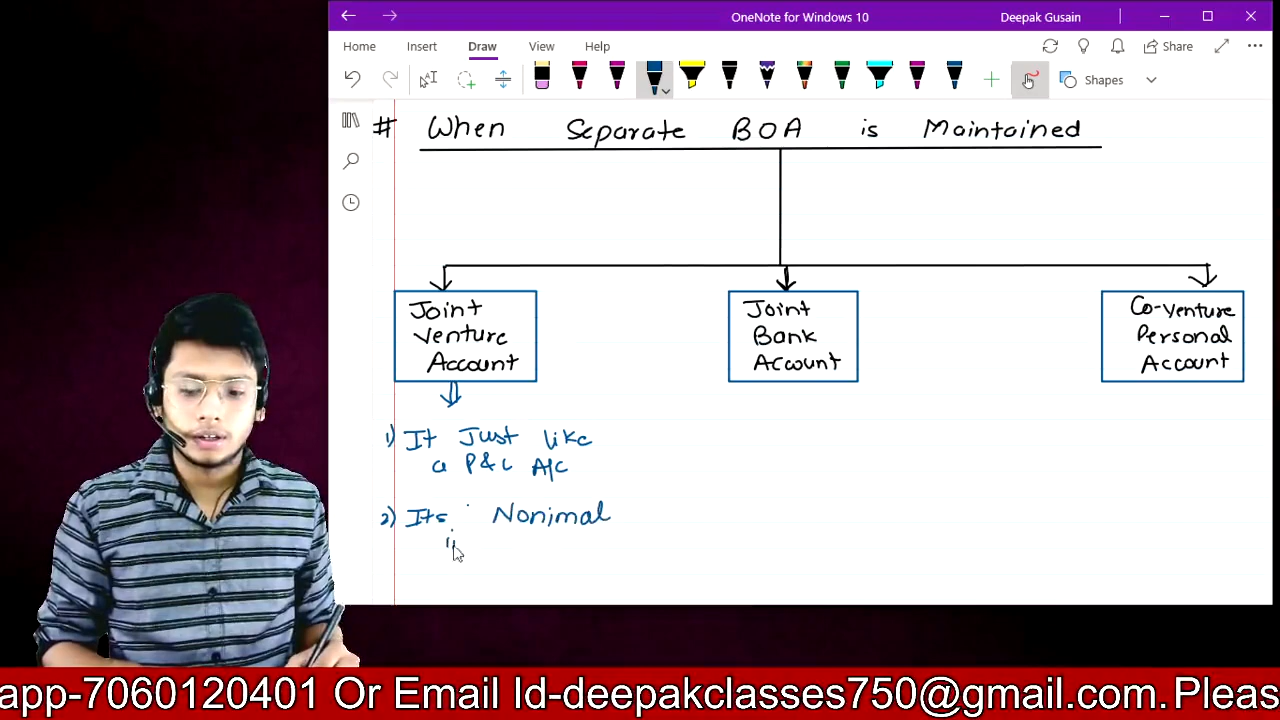 OneNote for Windows 10
Deepak Gusain
Home Insert Draw View Help
Share
Shapes
# When Separate BOA is Maintained
Joint
Venture
Account
Joint
Bank
Account
Co-venture
Personal
Account
1) It Just like
a P&L A/c
2) Its Nonimal
app-7060120401 Or Email Id-deepakclasses750@gmail.com.Pleas